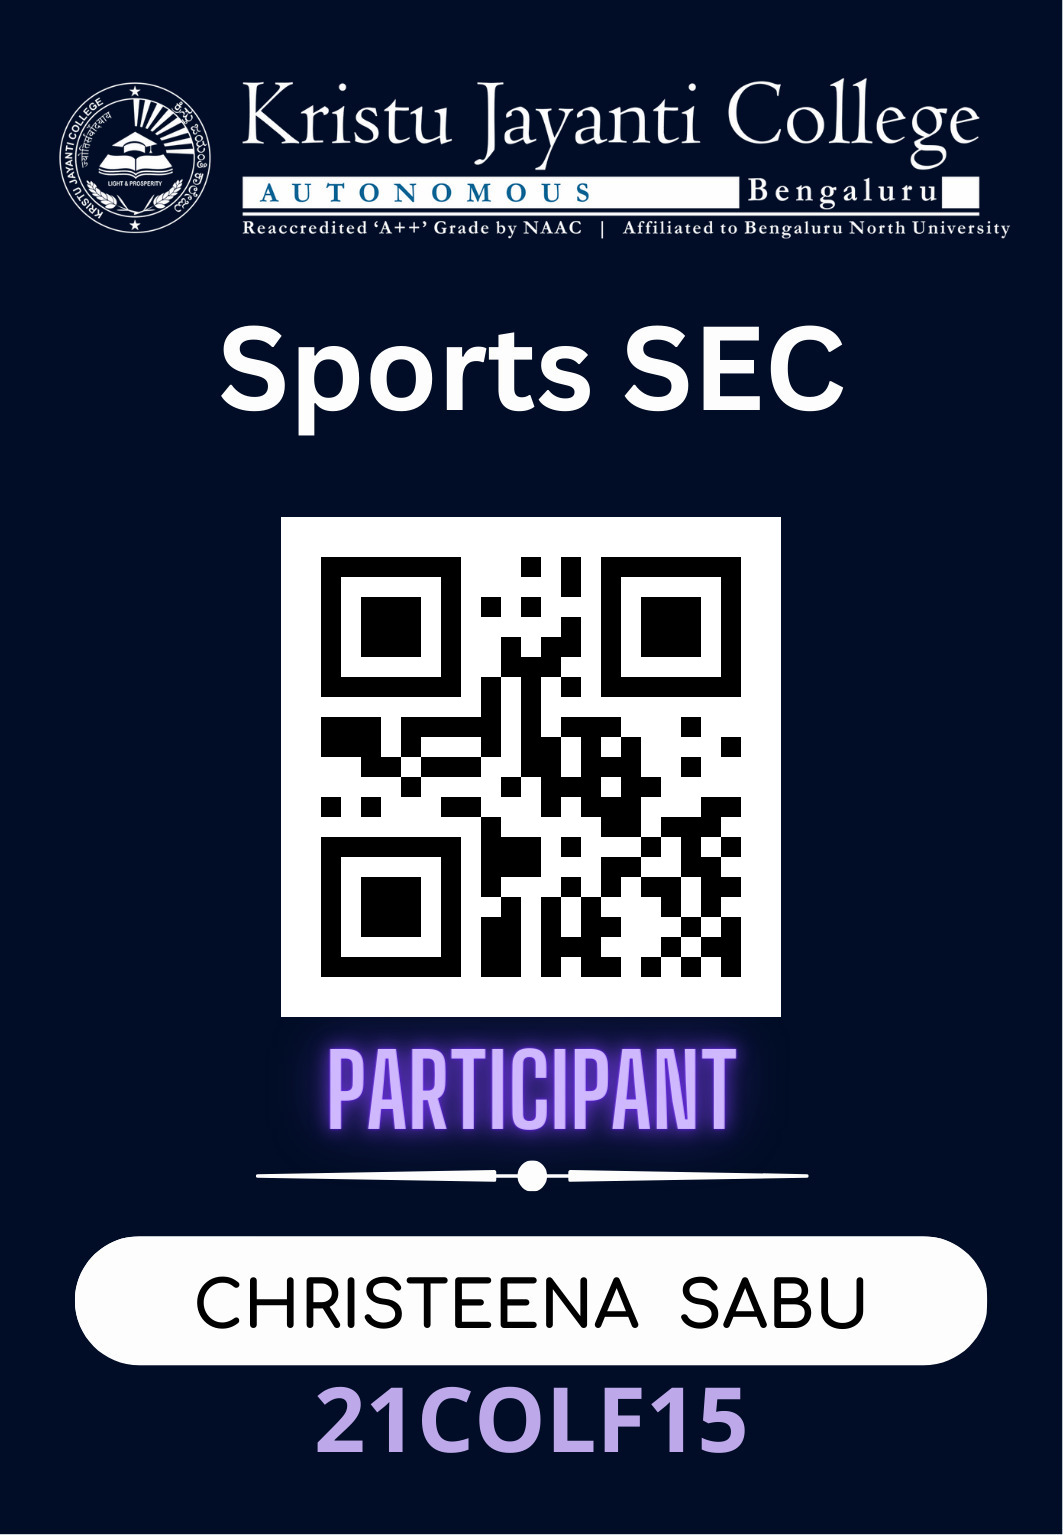 Kristu Jayanti College
AUTONOMOUS Bengaluru
Reaccredited ‘A++’ Grade by NAAC | Affiliated to Bengaluru North University
KRISTU JAYANTI COLLEGE
LIGHT & PROSPERITY
Sports SEC
PARTICIPANT
CHRISTEENA SABU
21COLF15